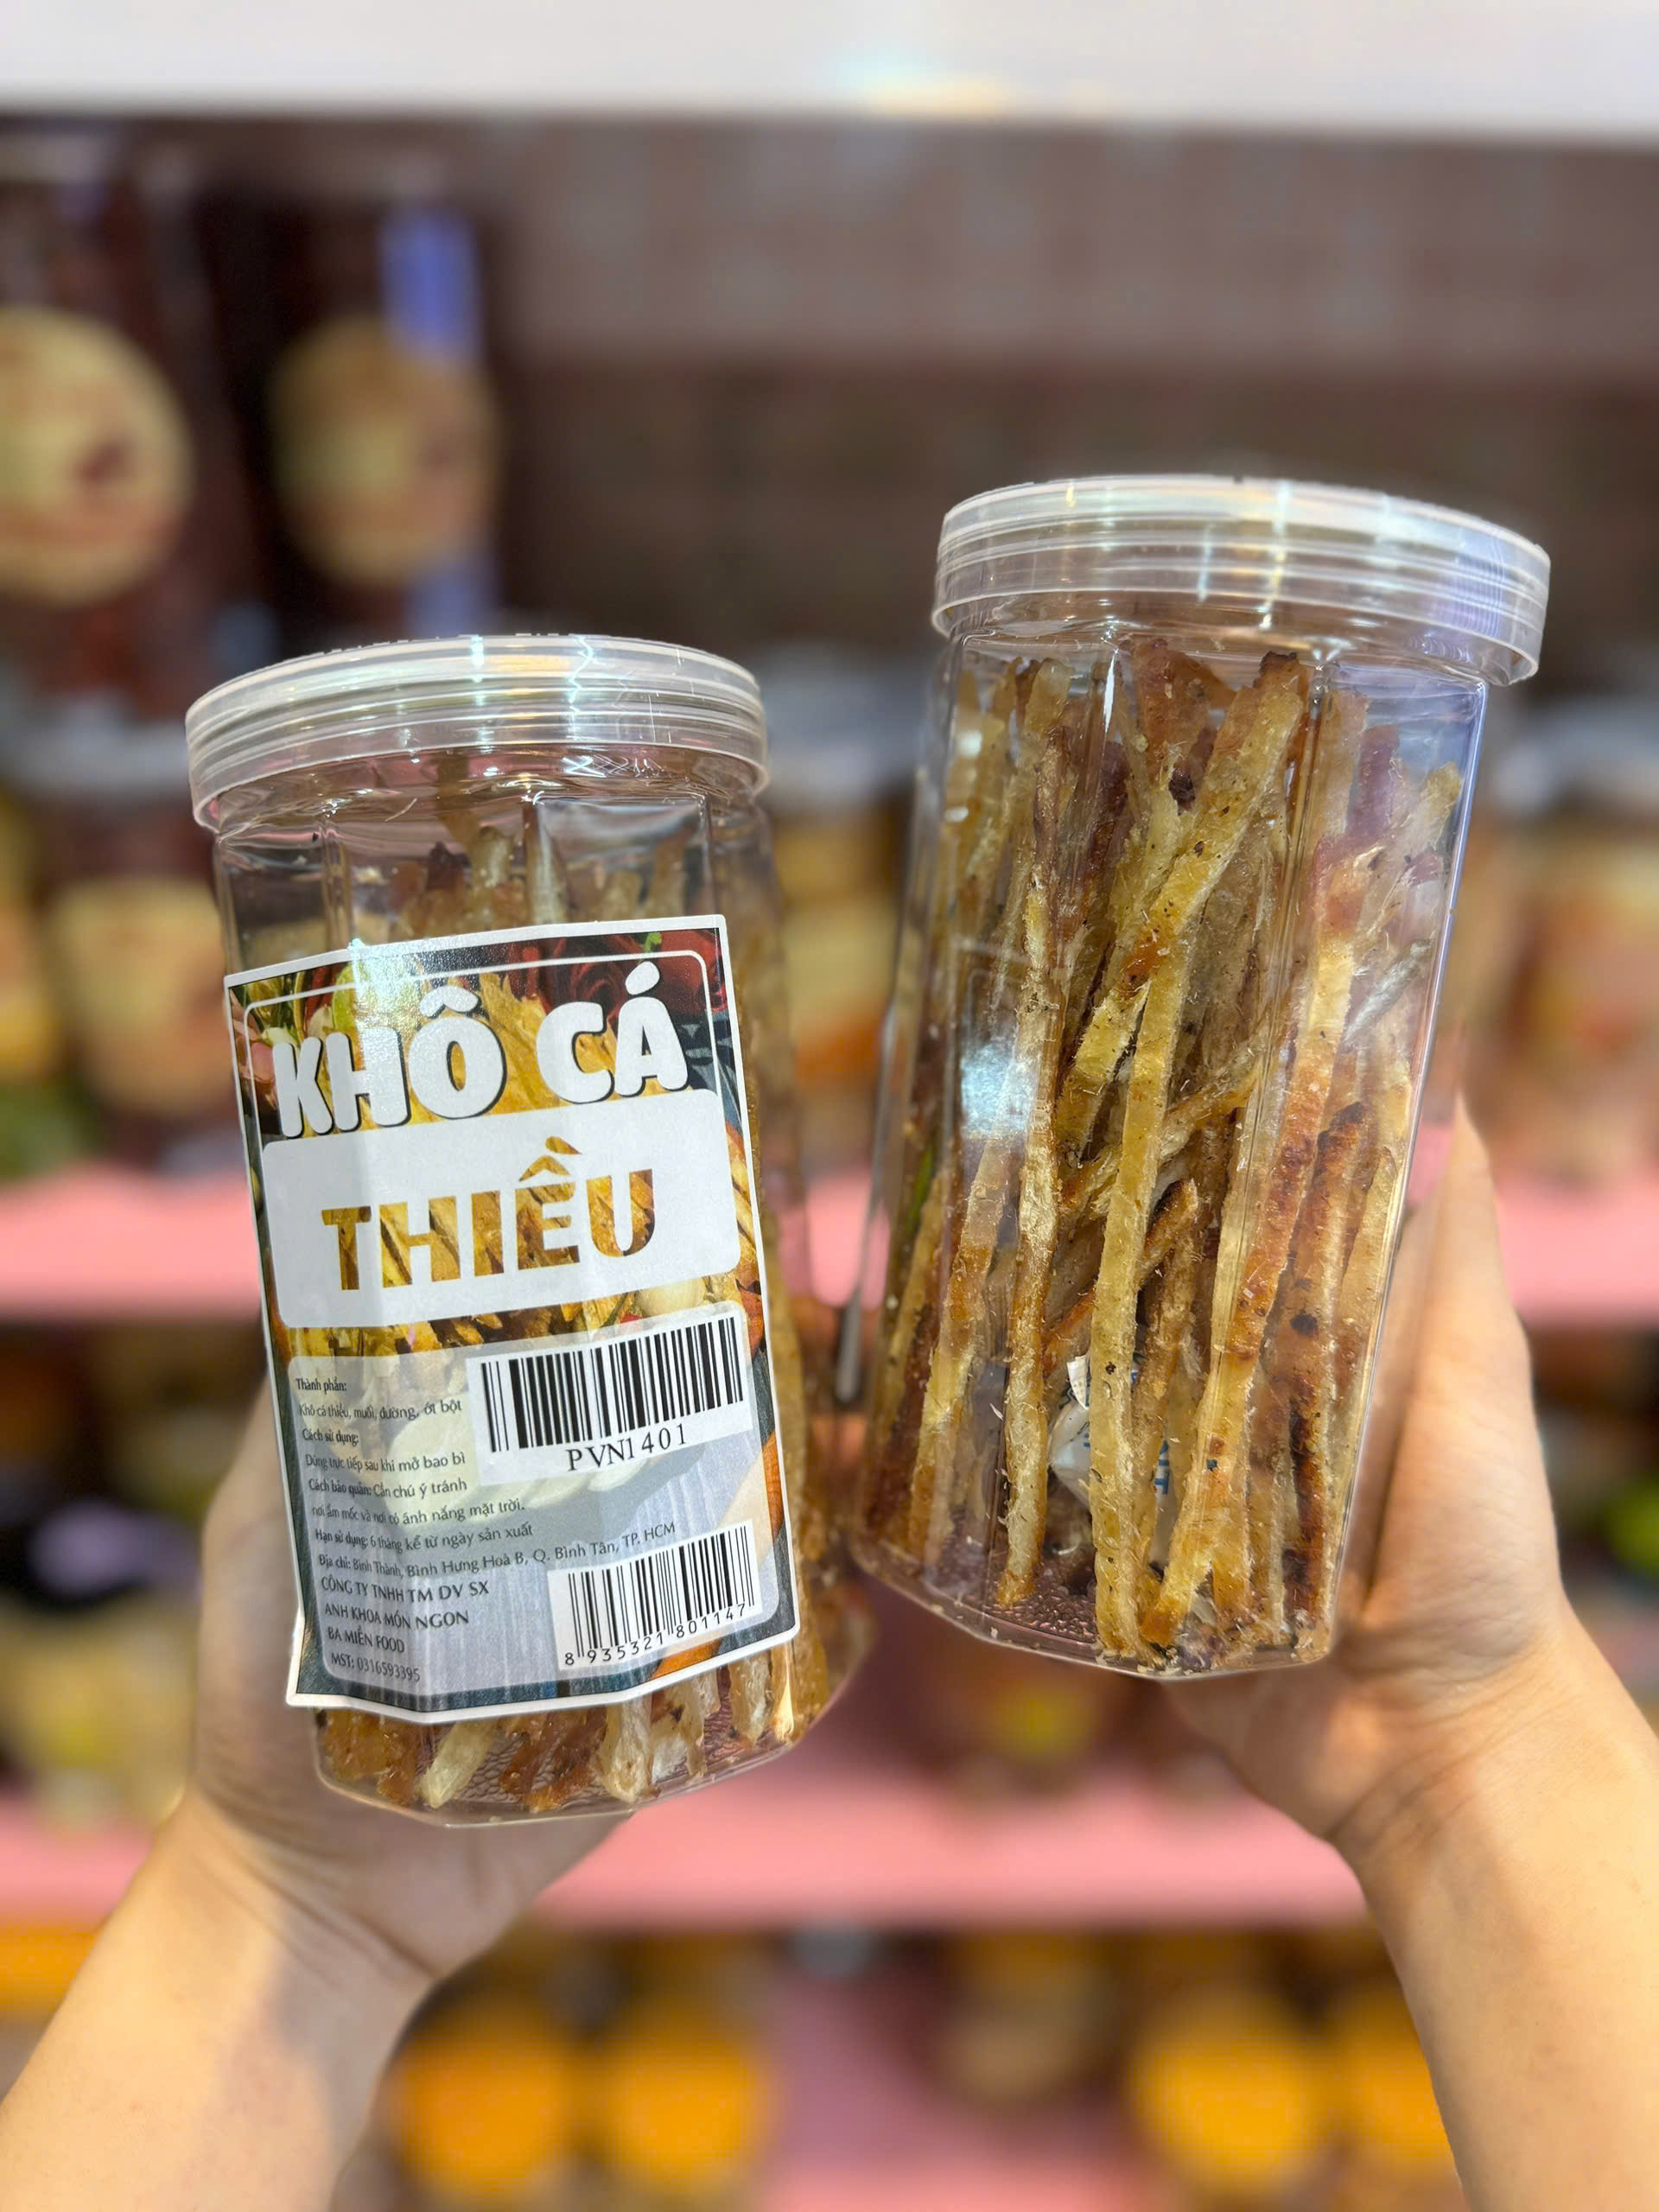 KHÔ CÁ
THIỀU
Thành phần:
Khô cá thiều, muối, đường, ớt bột
Cách sử dụng:
Dùng trực tiếp sau khi mở bao bì
Cách bảo quản: Cần chú ý tránh
nơi ẩm mốc và nơi có ánh nắng mặt trời.
Hạn sử dụng: 6 tháng kể từ ngày sản xuất
Địa chỉ: Bình Thành, Bình Hưng Hoà B, Q. Bình Tân, TP. HCM
CÔNG TY TNHH TM DV SX
ANH KHOA MÓN NGON
BA MIỀN FOOD
MST: 0316593395
PVN1401
8 935321 801147